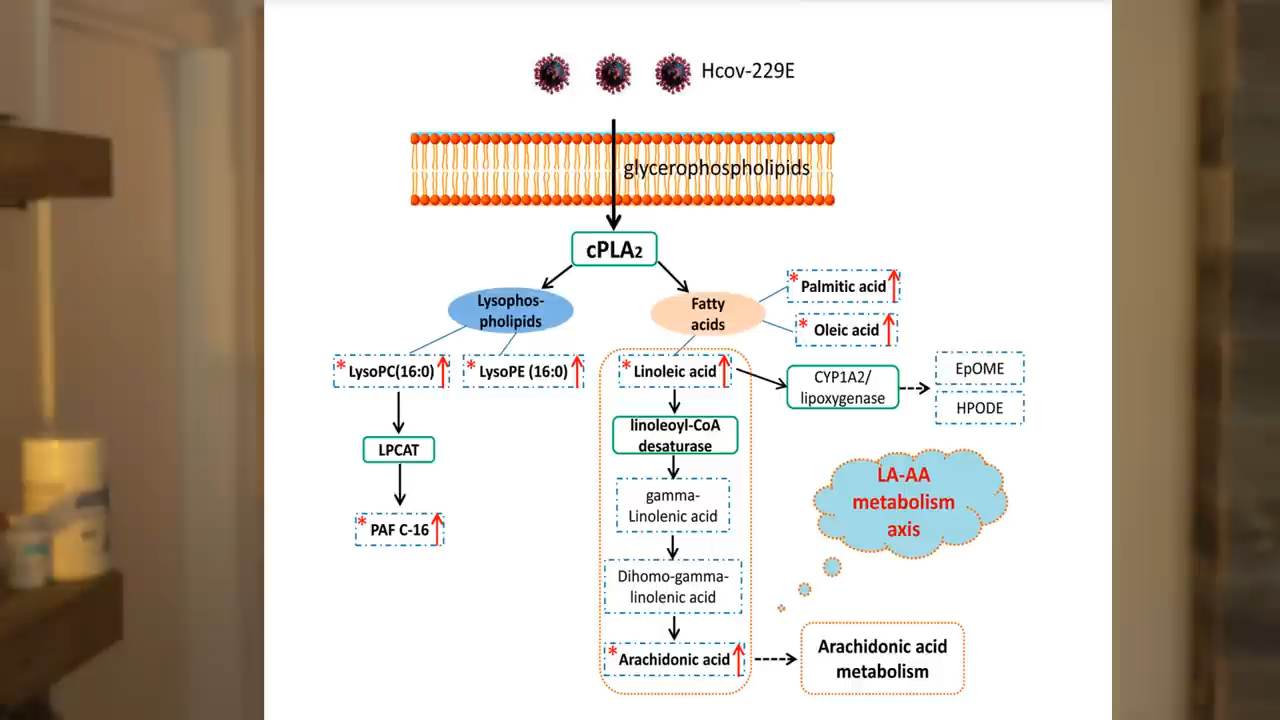 Hcov-229E
glycerophospholipids
cPLA2
Lysophos-
pholipids
Fatty
acids
* Palmitic acid
* Oleic acid
* LysoPC(16:0)
* LysoPE (16:0)
* Linoleic acid
CYP1A2/
lipoxygenase
EpOME
HPODE
linoleoyl-CoA
desaturase
LPCAT
gamma-
Linolenic acid
LA-AA
metabolism
axis
* PAF C-16
Dihomo-gamma-
linolenic acid
* Arachidonic acid
Arachidonic acid
metabolism